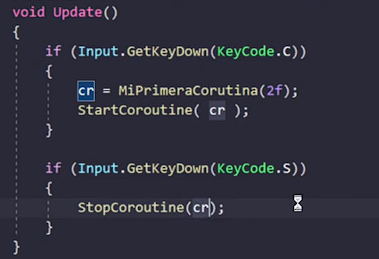 void Update()
{
if (Input.GetKeyDown(KeyCode.C))
{
cr = MiPrimeraCorutina(2f);
StartCoroutine( cr );
}
if (Input.GetKeyDown(KeyCode.S))
{
StopCoroutine(cr);
}
}